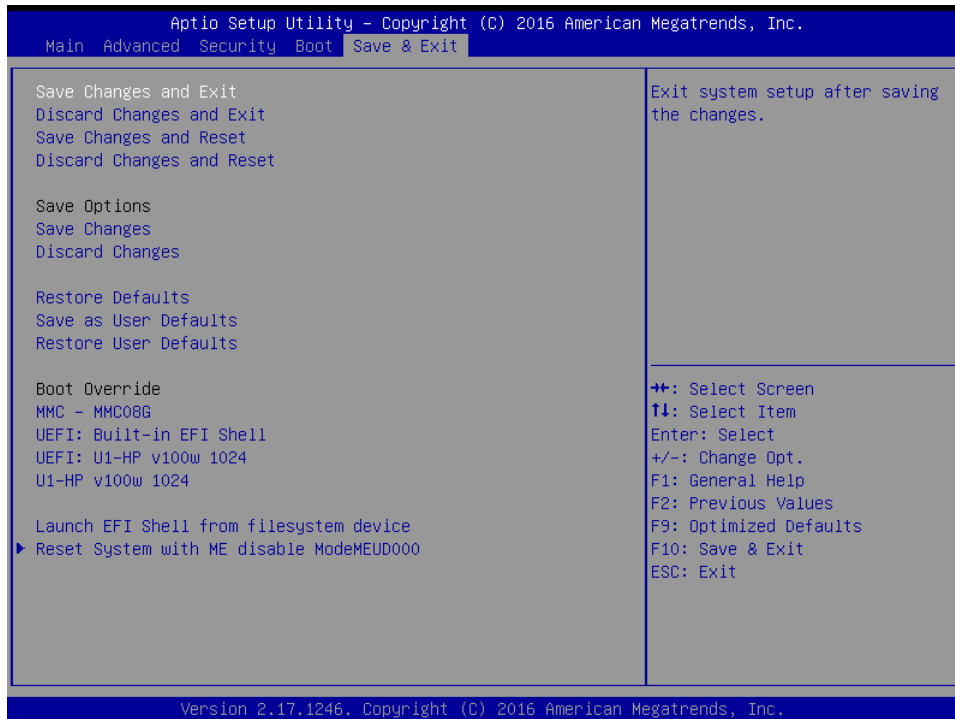 Aptio Setup Utility – Copyright (C) 2016 American Megatrends, Inc.
Main Advanced Security Boot Save & Exit
Save Changes and Exit
Discard Changes and Exit
Save Changes and Reset
Discard Changes and Reset
Save Options
Save Changes
Discard Changes
Restore Defaults
Save as User Defaults
Restore User Defaults
Boot Override
MMC – MMC08G
UEFI: Built-in EFI Shell
UEFI: U1-HP v100w 1024
U1-HP v100w 1024
Launch EFI Shell from filesystem device
Reset System with ME disable ModeMEUD000
Exit system setup after saving
the changes.
→←: Select Screen
↑↓: Select Item
Enter: Select
+/-: Change Opt.
F1: General Help
F2: Previous Values
F9: Optimized Defaults
F10: Save & Exit
ESC: Exit
Version 2.17.1246. Copyright (C) 2016 American Megatrends, Inc.